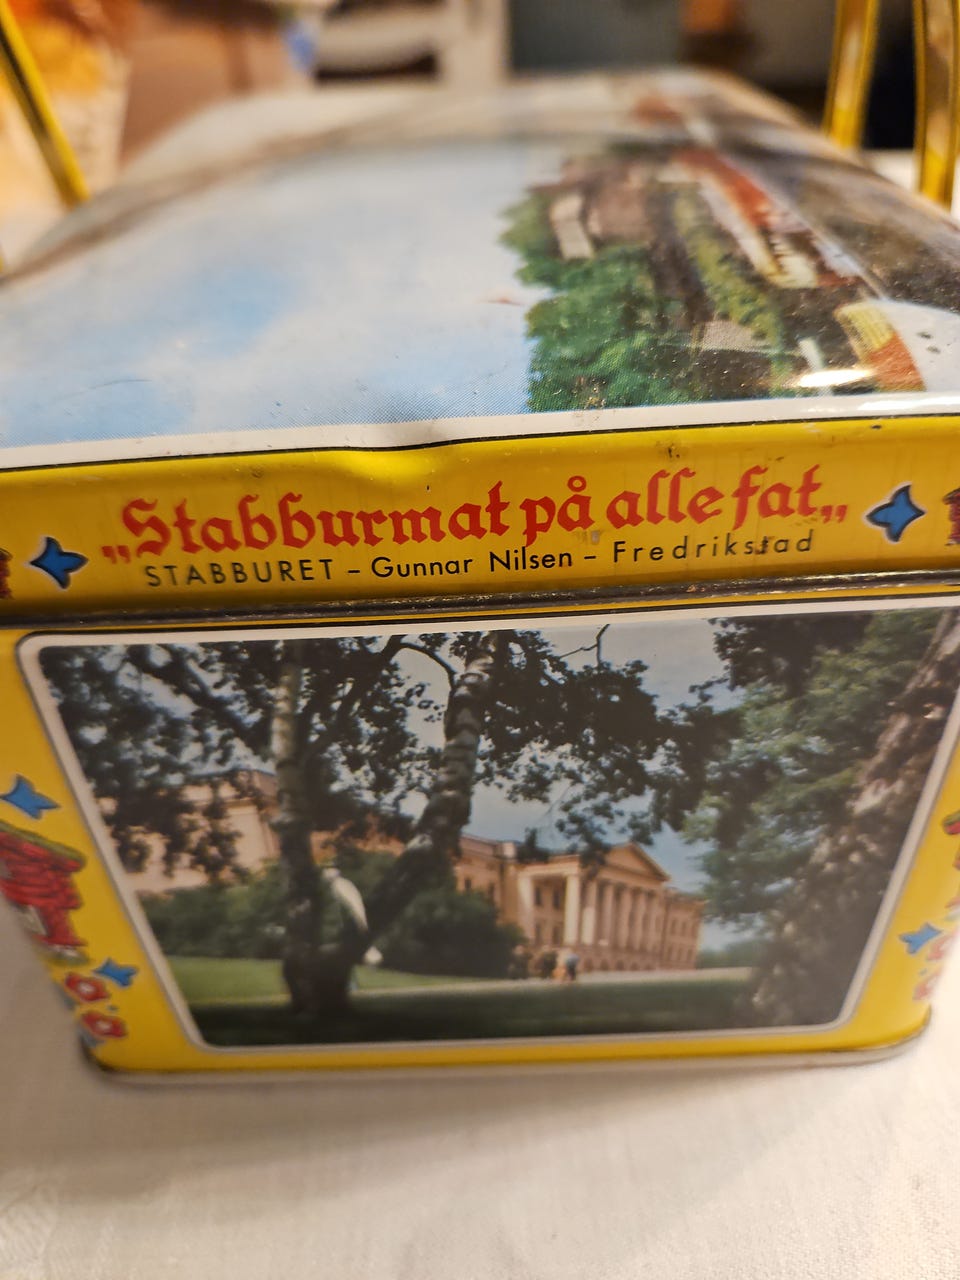 „Stabburmat på alle fat„
STABBURET – Gunnar Nilsen – Fredrikstad